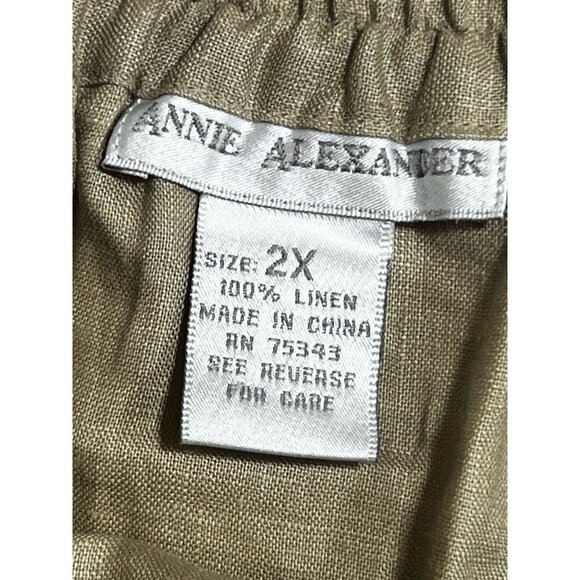 ANNIE ALEXANDER
SIZE: 2X
100% LINEN
MADE IN CHINA
RN 75343
SEE REVERSE
FOR CARE